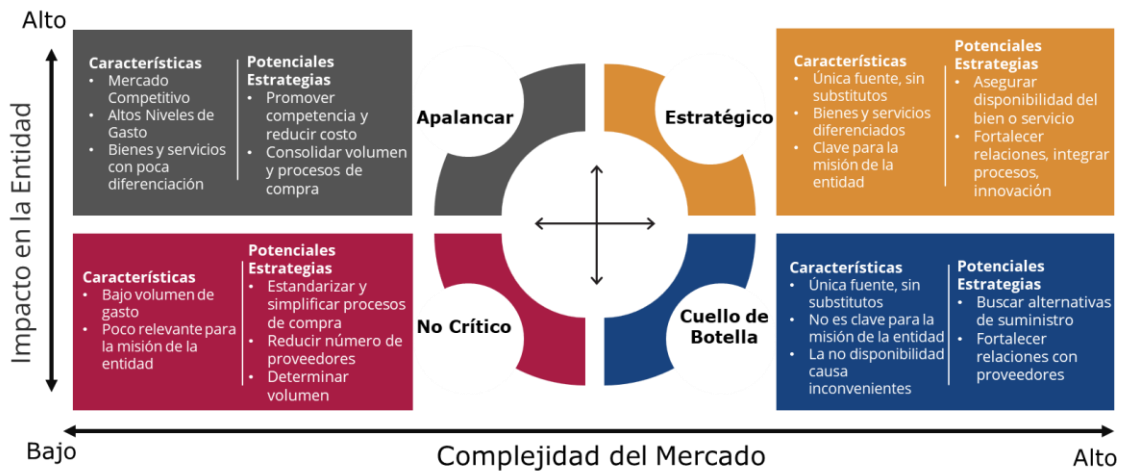 Alto
Impacto en la Entidad
Características
• Mercado
Competitivo
• Altos Niveles de
Gasto
• Bienes y servicios
con poca
diferenciación
Potenciales
Estrategias
• Promover
competencia y
reducir costo
• Consolidar volumen
y procesos de
compra
Apalancar
Estratégico
Características
• Única fuente, sin
substitutos
• Bienes y servicios
diferenciados
• Clave para la
misión de la
entidad
Potenciales
Estrategias
• Asegurar
disponibilidad del
bien o servicio
• Fortalecer
relaciones, integrar
procesos,
innovación
Características
• Bajo volumen de
gasto
• Poco relevante para
la misión de la
entidad
Potenciales
Estrategias
• Estandarizar y
simplificar procesos
de compra
• Reducir número de
proveedores
• Determinar
volumen
No Crítico
Cuello de
Botella
Características
• Única fuente, sin
substitutos
• No es clave para la
misión de la entidad
• La no disponibilidad
causa
inconvenientes
Potenciales
Estrategias
• Buscar alternativas
de suministro
• Fortalecer
relaciones con
proveedores
Bajo
Complejidad del Mercado
Alto